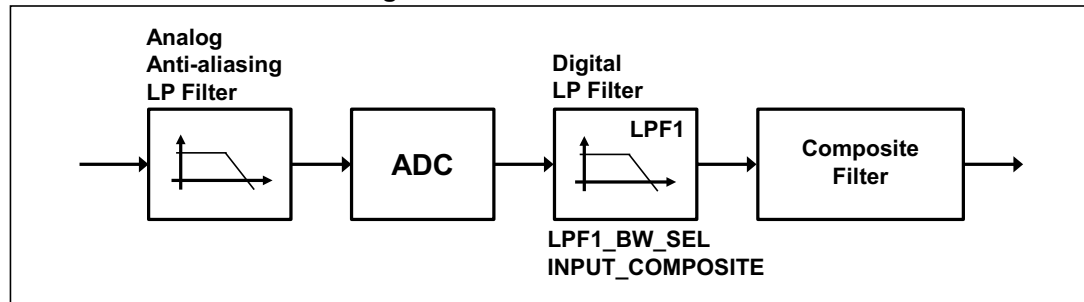 Analog
Anti-aliasing
LP Filter
ADC
Digital
LP Filter
LPF1
LPF1_BW_SEL
INPUT_COMPOSITE
Composite
Filter